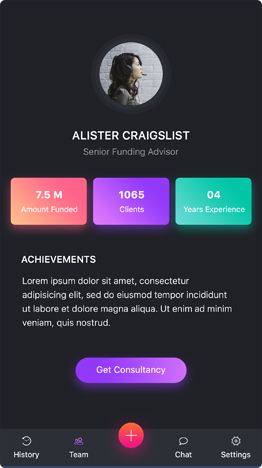 ALISTER CRAIGSLIST
Senior Funding Advisor
7.5 M
Amount Funded
1065
Clients
04
Years Experience
ACHIEVEMENTS
Lorem ipsum dolor sit amet, consectetur
adipisicing elit, sed do eiusmod tempor incididunt
ut labore et dolore magna aliqua. Ut enim ad minim
veniam, quis nostrud.
Get Consultancy
History
Team
Chat
Settings